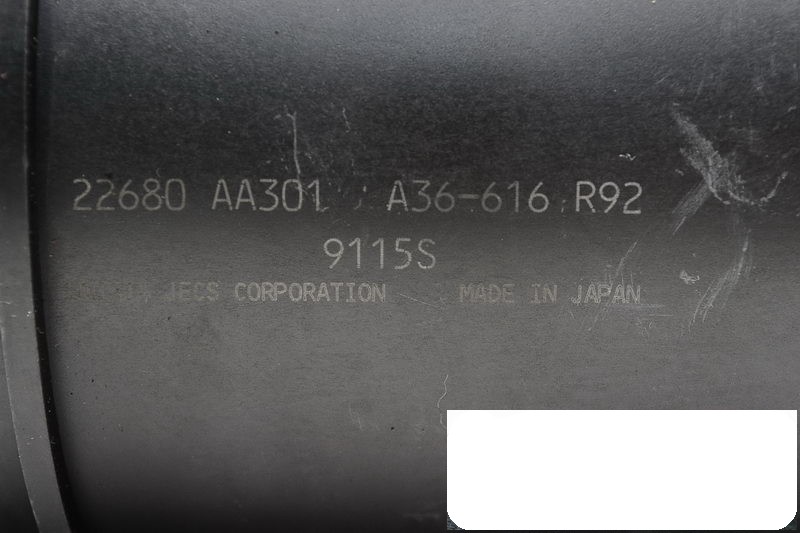 22680 AA301 A36-616 R92
9115S
JECS CORPORATION MADE IN JAPAN